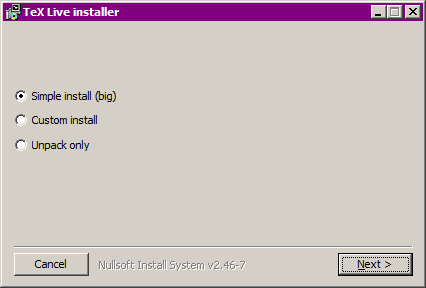 TeX Live installer
Simple install (big)
Custom install
Unpack only
Cancel
Nullsoft Install System v2.46-7
Next >